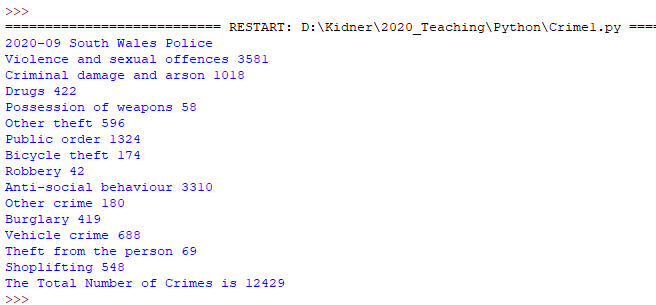 >>>
=========================== RESTART: D:\Kidner\2020_Teaching\Python\Crime1.py ====
2020-09 South Wales Police
Violence and sexual offences 3581
Criminal damage and arson 1018
Drugs 422
Possession of weapons 58
Other theft 596
Public order 1324
Bicycle theft 174
Robbery 42
Anti-social behaviour 3310
Other crime 180
Burglary 419
Vehicle crime 688
Theft from the person 69
Shoplifting 548
The Total Number of Crimes is 12429
>>>